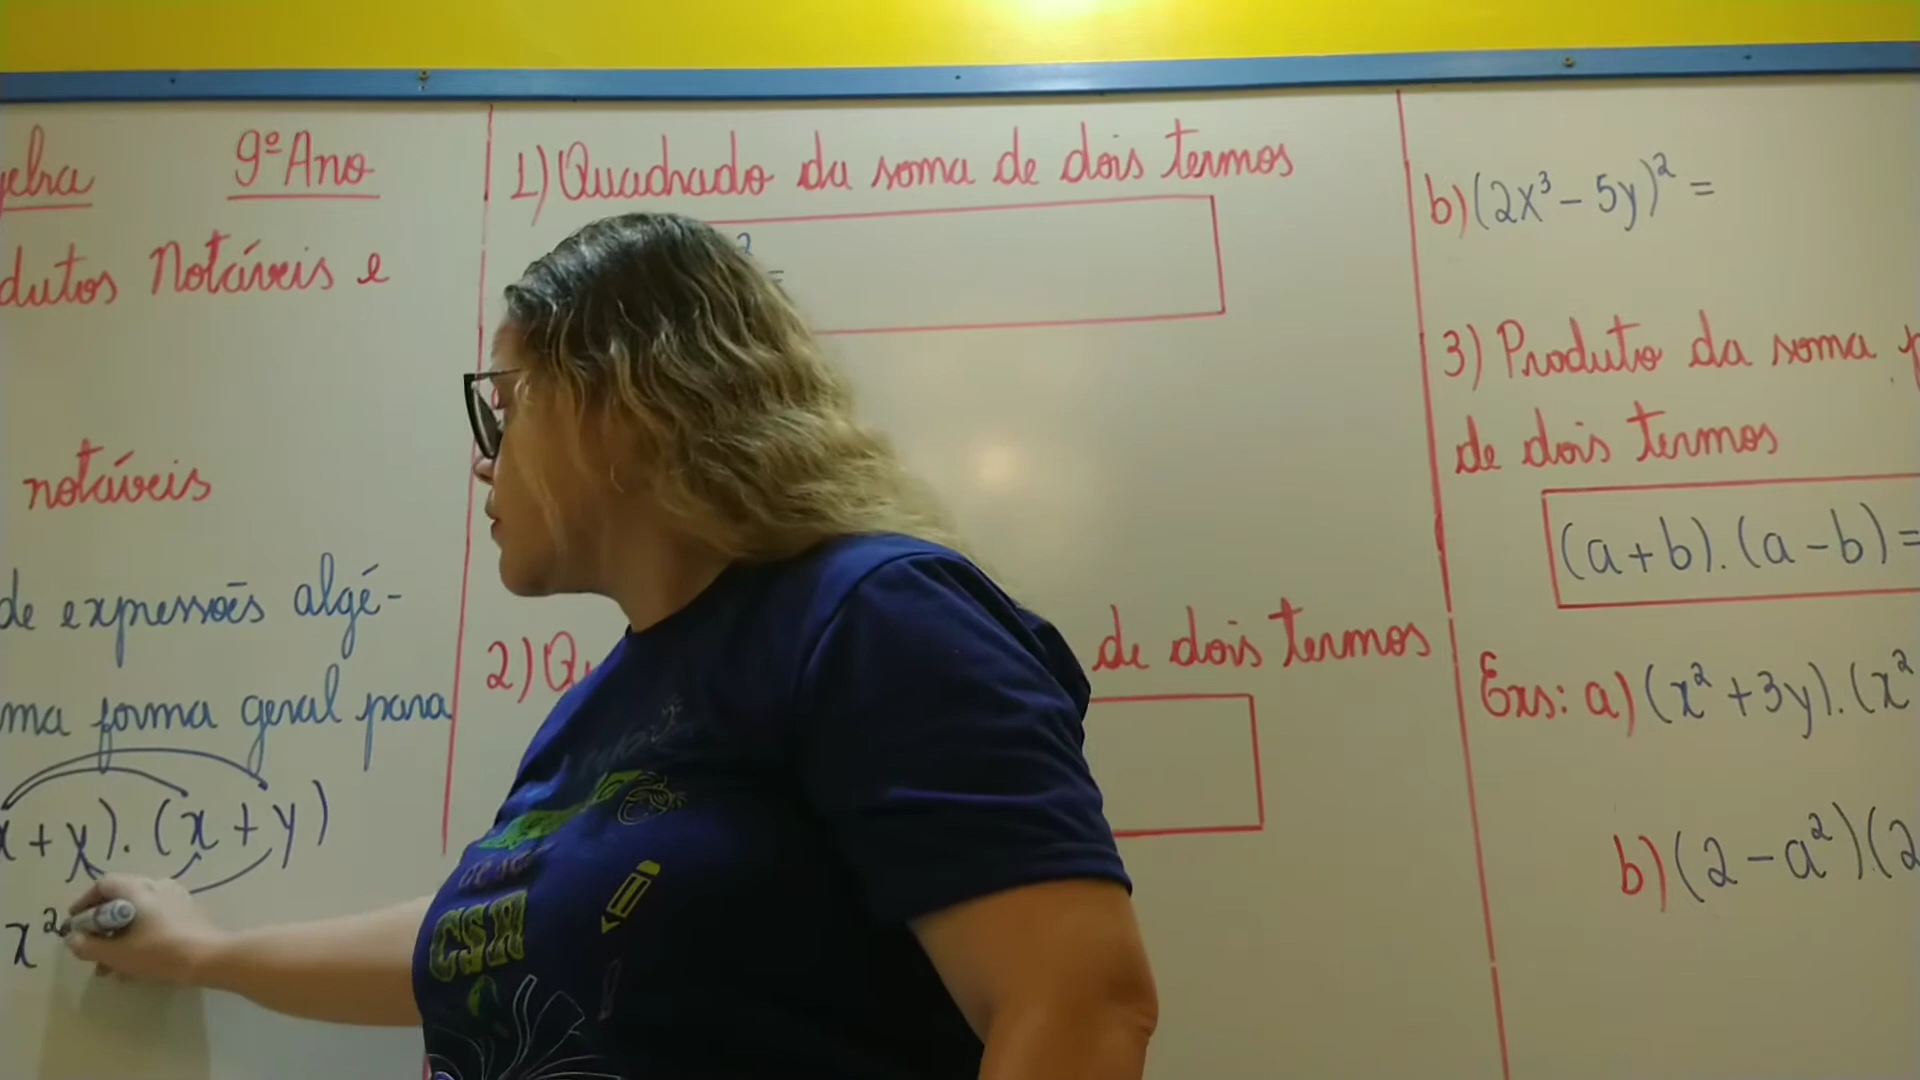 9º Ano
Notáveis e
notáveis
de expressões algé-
forma geral para
+ y). (x + y)
x²
1) Quadrado da soma de dois termos
2
=
2)
de dois termos
CSA
b) (2x³ - 5y)² =
3) Produto da soma
de dois termos
(a + b). (a - b) =
Exs: a) (x² + 3y). (x²
b) (2 - a²)(2